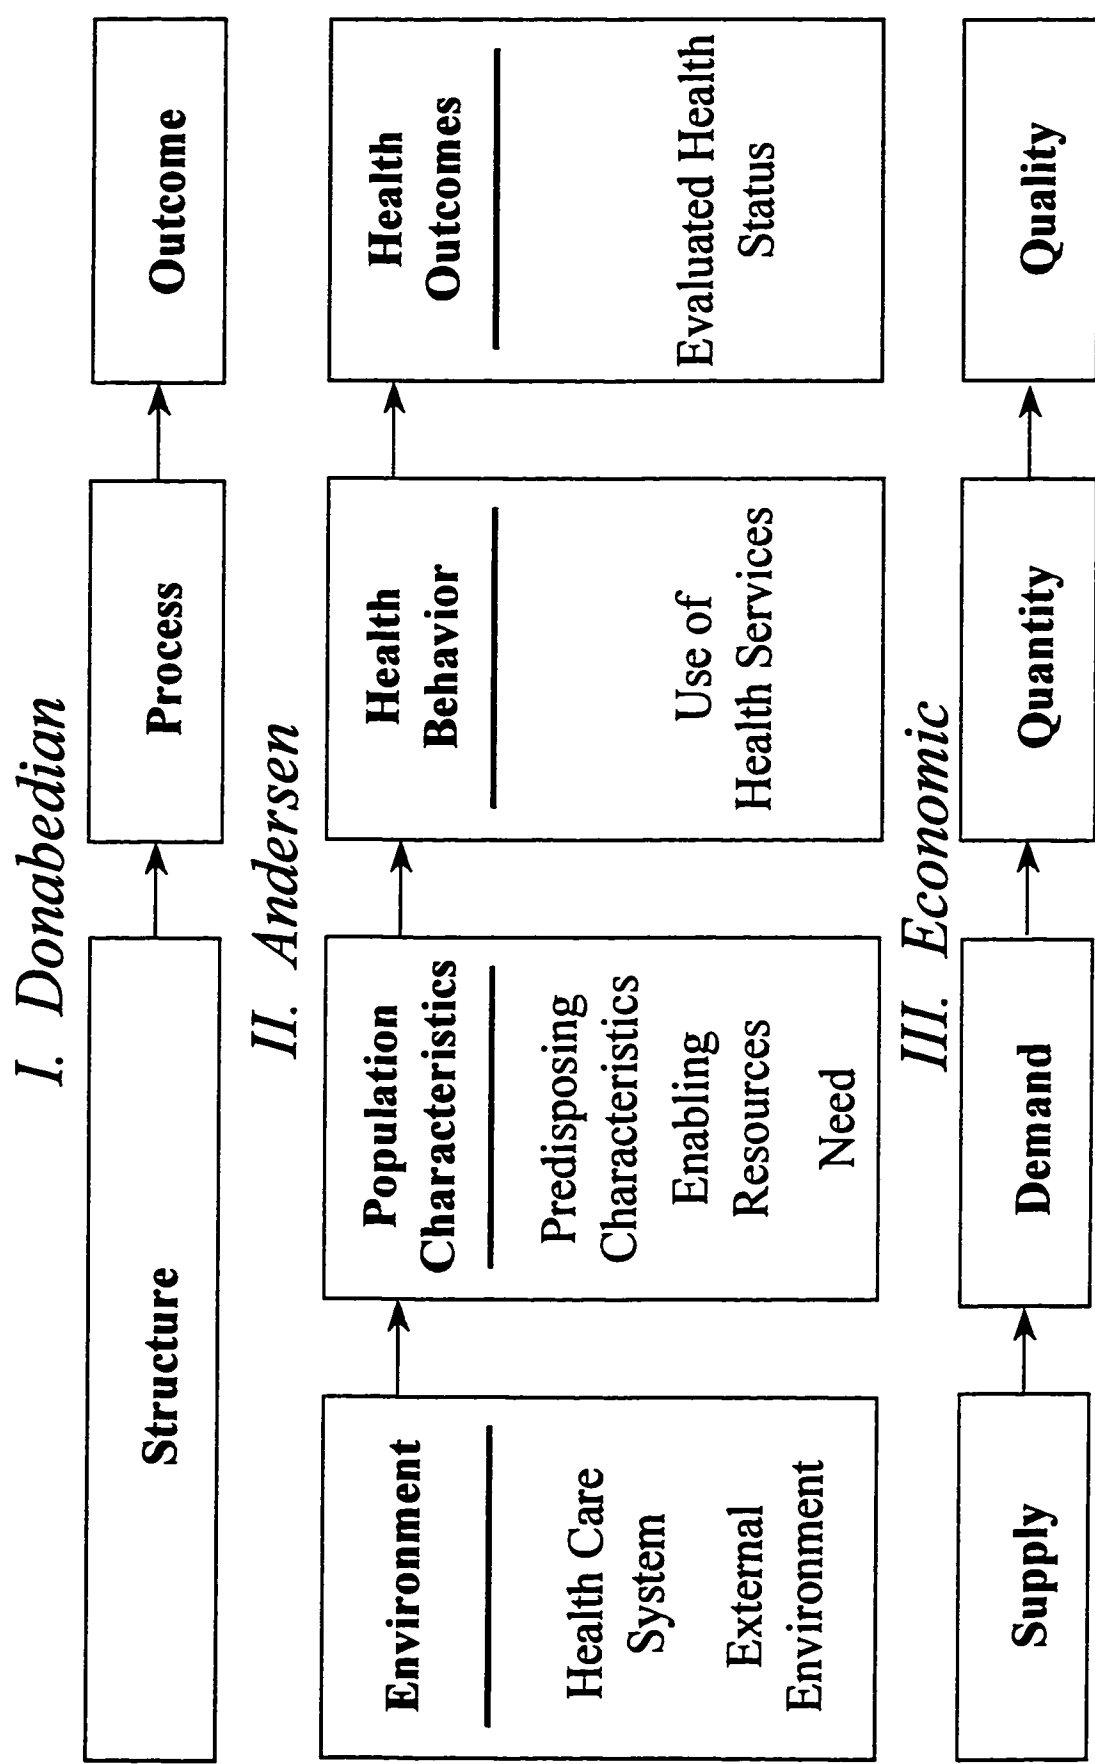 I. Donabedian
Structure
Process
Outcome
II. Andersen
Environment
Health Care
System
External
Environment
Population
Characteristics
Predisposing
Characteristics
Enabling
Resources
Need
Health
Behavior
Use of
Health Services
Health
Outcomes
Evaluated Health
Status
III. Economic
Supply
Demand
Quantity
Quality